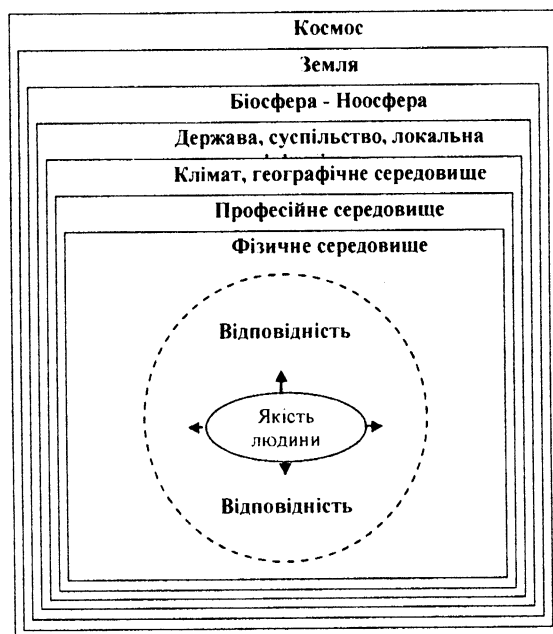 Космос
Земля
Біосфера - Ноосфера
Держава, суспільство, локальна
Клімат, географічне середовище
Професійне середовище
Фізичне середовище
Відповідність
Якість
людини
Відповідність